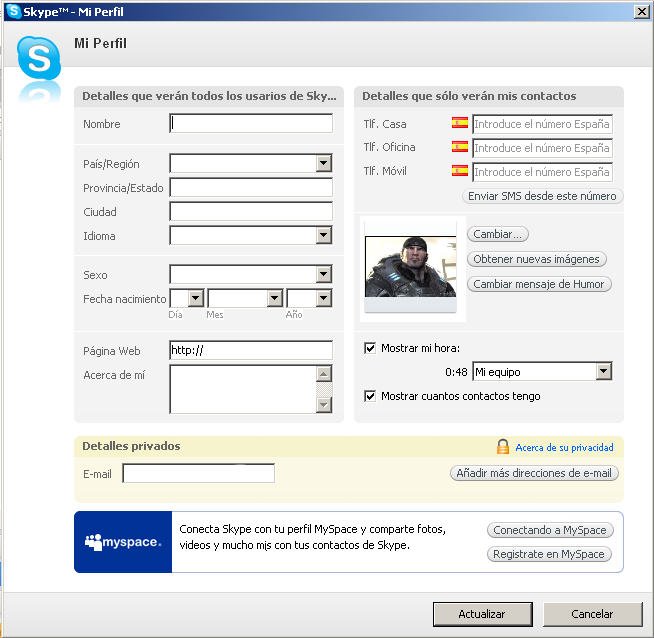 Skype™ - Mi Perfil
Mi Perfil
Detalles que verán todos los usarios de Sky...
Nombre
País/Región
Provincia/Estado
Ciudad
Idioma
Sexo
Fecha nacimiento
Día Mes Año
Página Web http://
Acerca de mí
Detalles que sólo verán mis contactos
Tlf. Casa Introduce el número España
Tlf. Oficina Introduce el número España
Tlf. Móvil Introduce el número España
Enviar SMS desde este número
Cambiar...
Obtener nuevas imágenes
Cambiar mensaje de Humor
Mostrar mi hora:
0:48 Mi equipo
Mostrar cuantos contactos tengo
Detalles privados Acerca de su privacidad
E-mail Añadir más direcciones de e-mail
myspace.
Conecta Skype con tu perfil MySpace y comparte fotos,
videos y mucho mjs con tus contactos de Skype.
Conectando a MySpace
Registrate en MySpace
Actualizar Cancelar